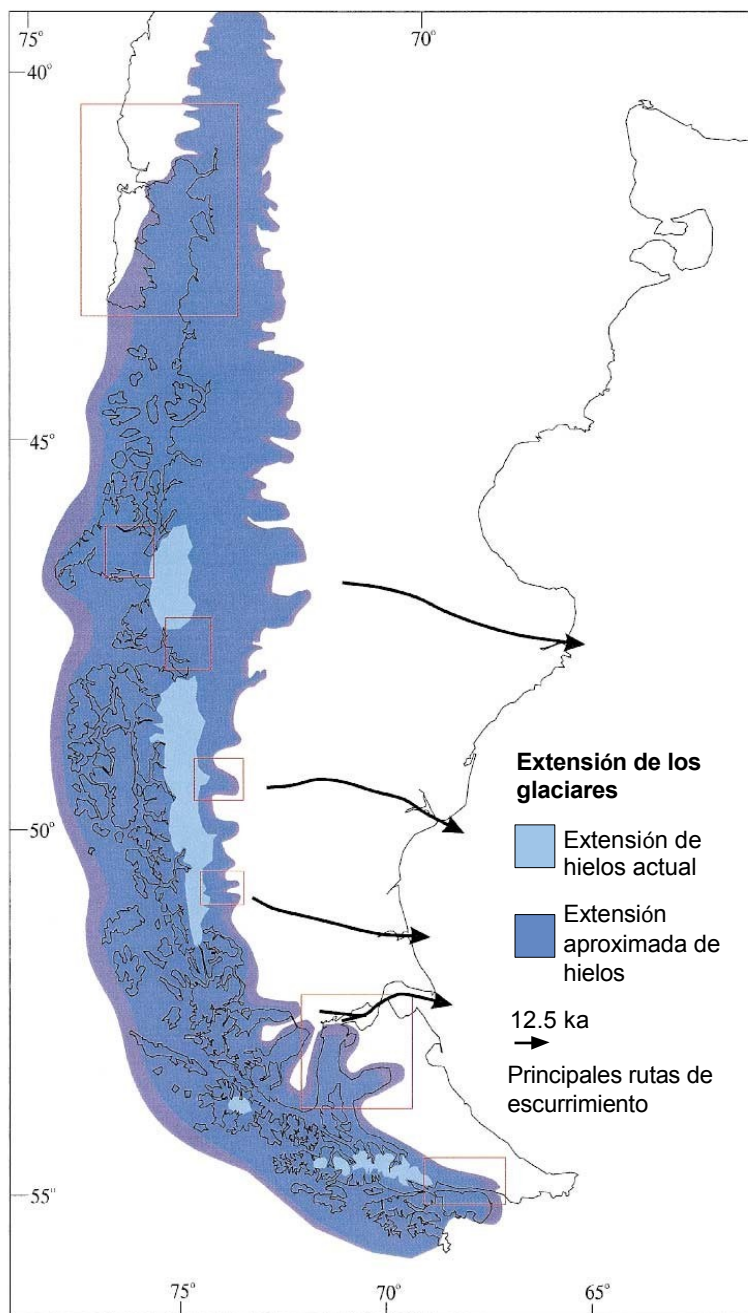 75°
70°
40°
45°
50°
55°
Extensión de los
glaciares
Extensión de
hielos actual
Extensión
aproximada de
hielos
12.5 ka
Principales rutas de
escurrimiento
75°
70°
65°